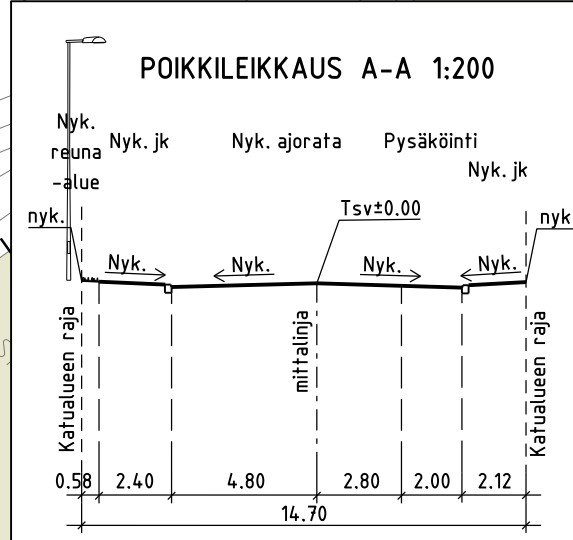 POIKKILEIKKAUS A-A 1:200
Nyk.
reuna
-alue
Nyk. jk
Nyk. ajorata
Pysäköinti
Nyk. jk
nyk.
Tsv±0.00
nyk
Nyk.
Nyk.
Nyk.
Nyk.
Katualueen raja
mittalinja
Katualueen raja
0.58 2.40 4.80 2.80 2.00 2.12
14.70